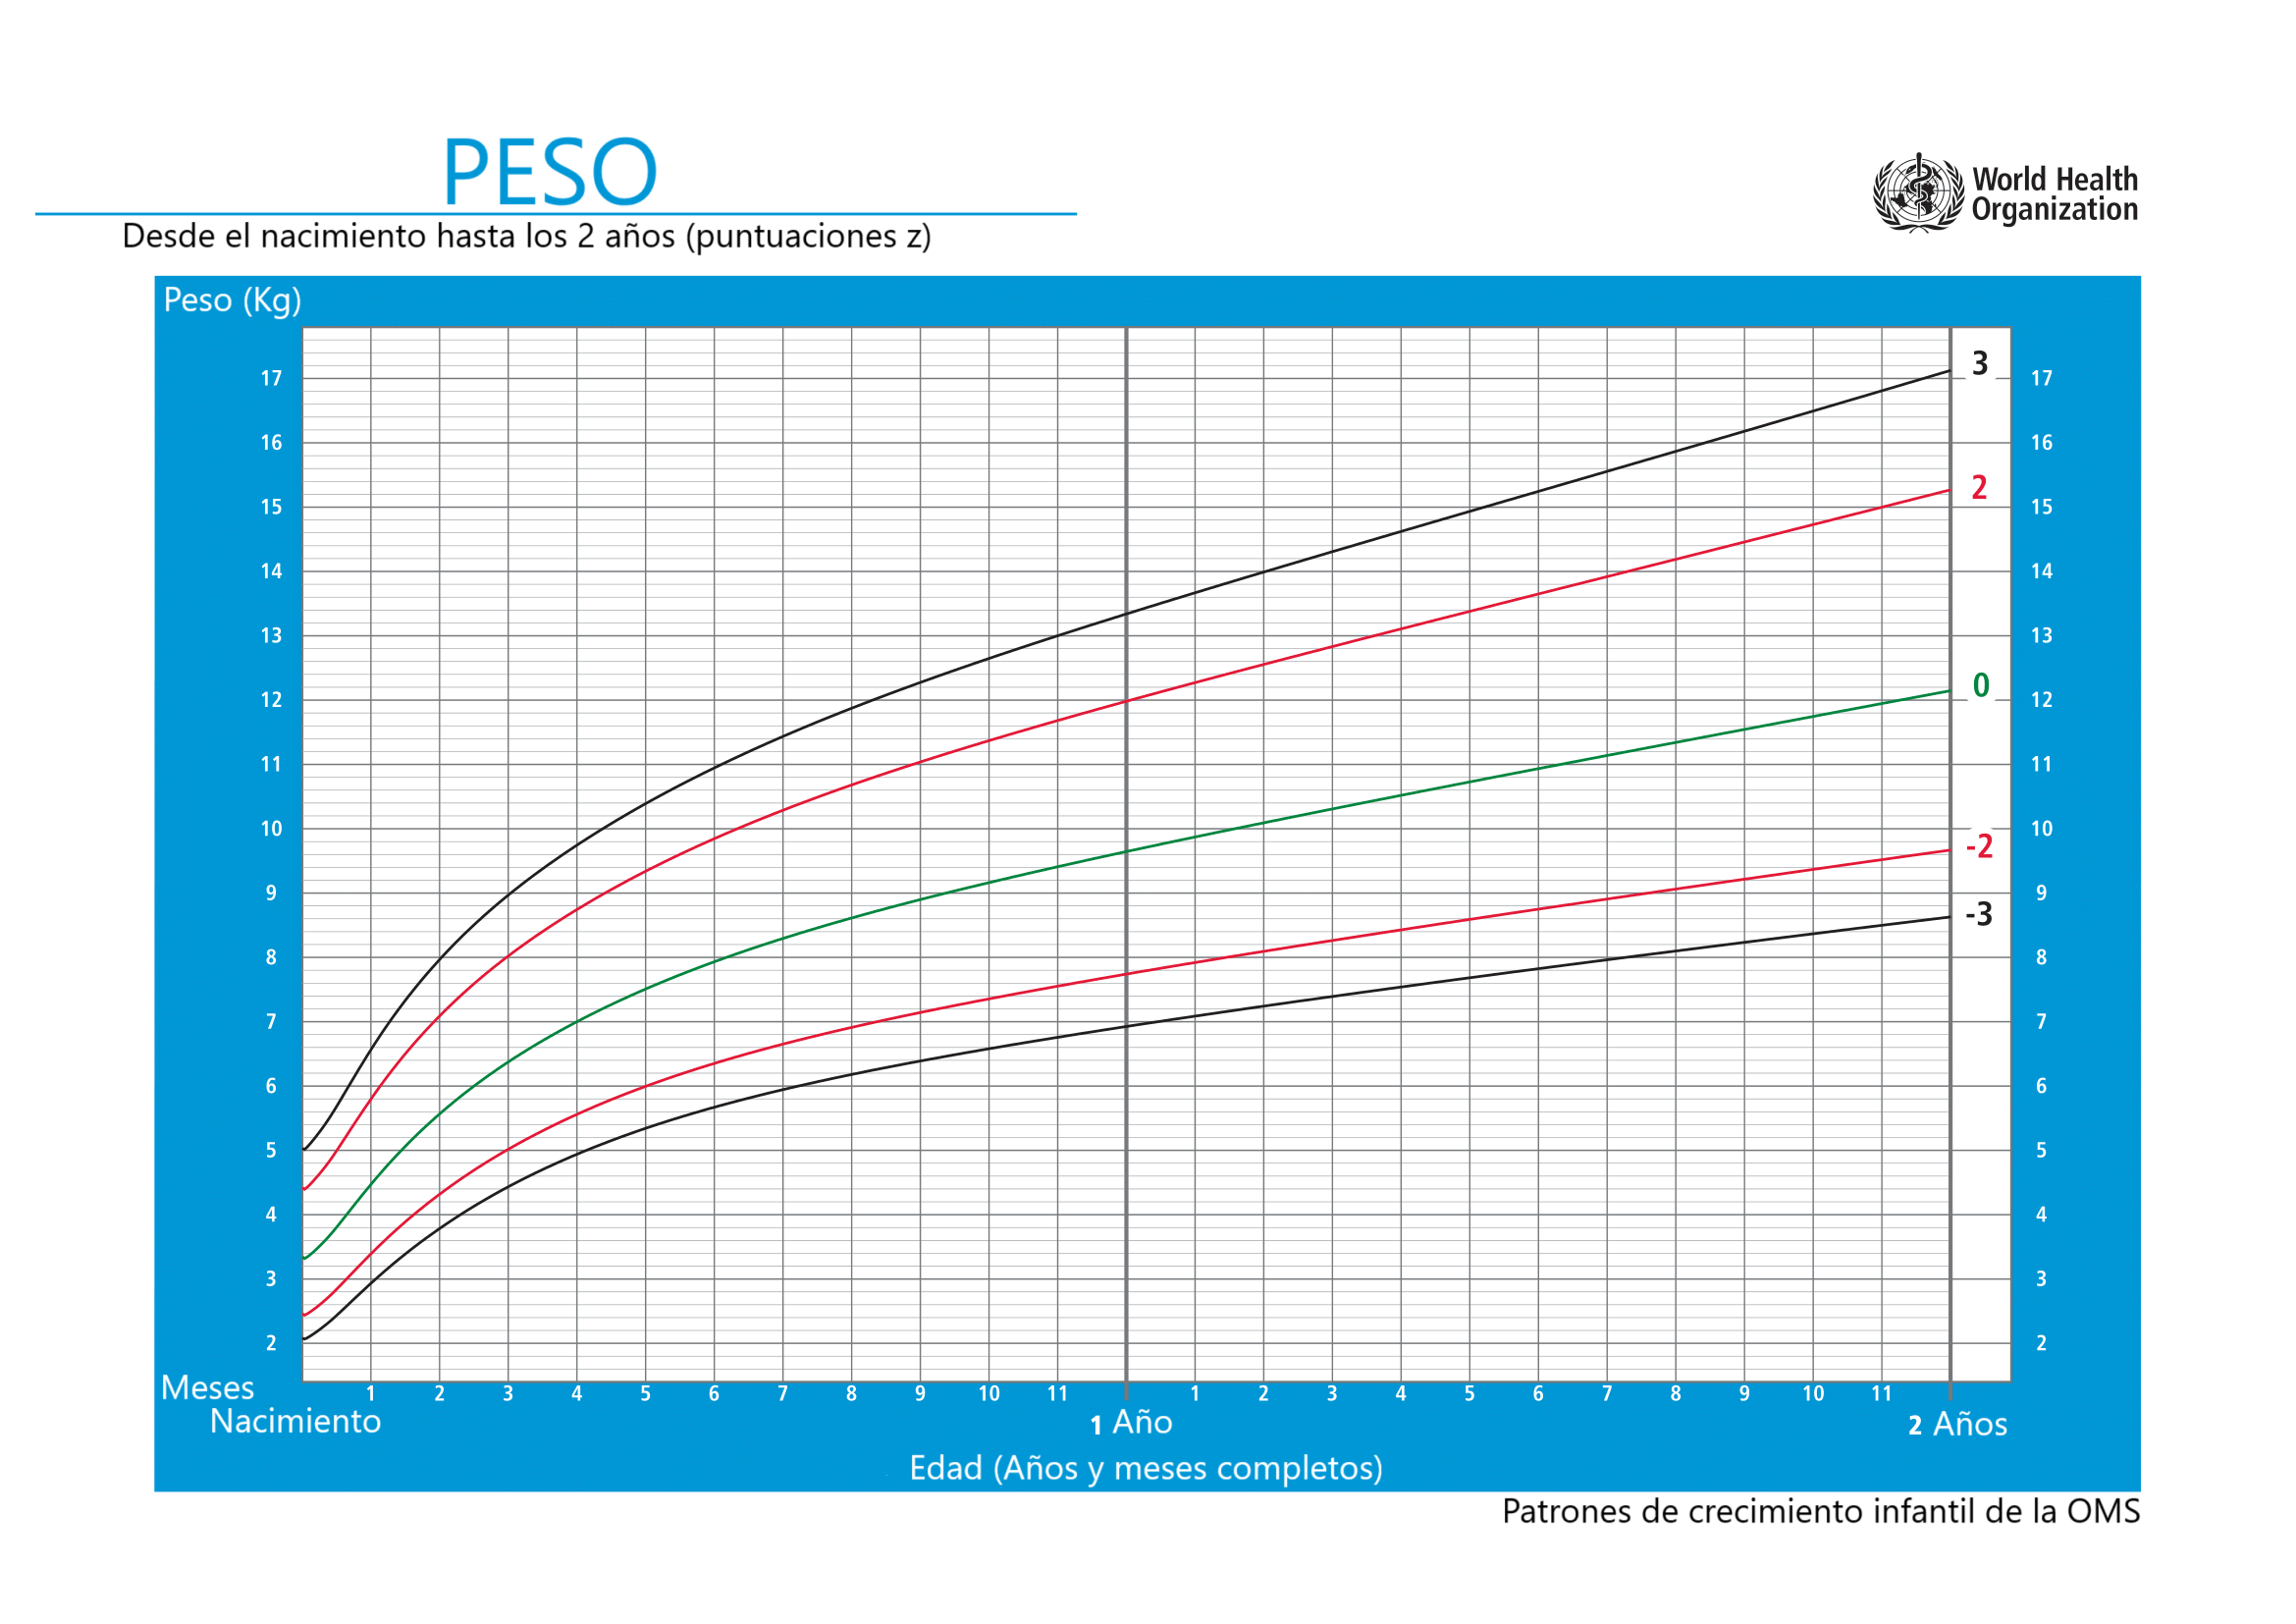 PESO
World Health
Organization
Desde el nacimiento hasta los 2 años (puntuaciones z)
Peso (Kg)
3
17 17
16 16
2
15 15
14 14
13 13
0
12 12
11 11
10 10
-2
9 9
-3
8 8
7 7
6 6
5 5
4 4
3 3
2 2
Meses 1 2 3 4 5 6 7 8 9 10 11 1 2 3 4 5 6 7 8 9 10 11
Nacimiento 1 Año 2 Años
Edad (Años y meses completos)
Patrones de crecimiento infantil de la OMS